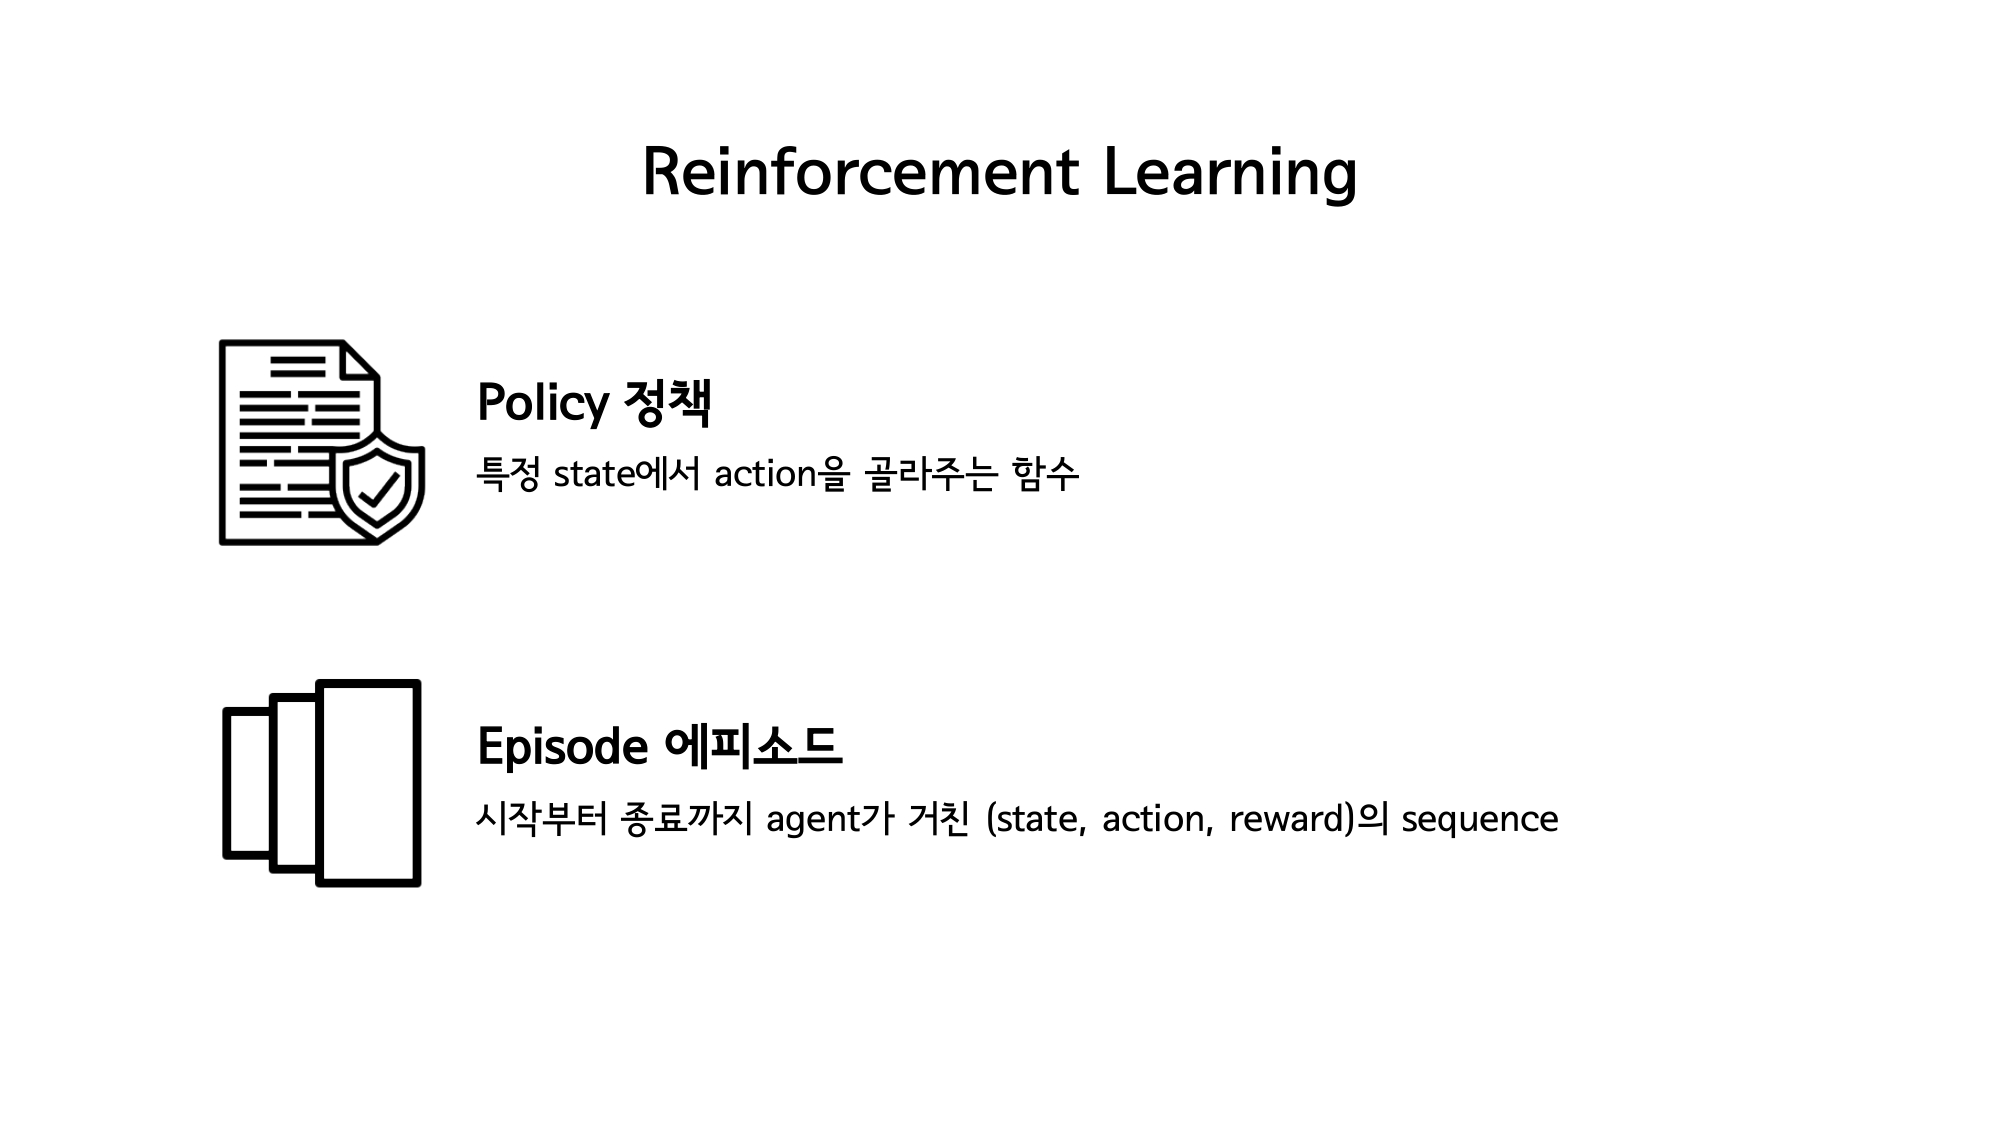 Reinforcement Learning
Policy 정책
특정 state에서 action을 골라주는 함수
Episode 에피소드
시작부터 종료까지 agent가 거친 (state, action, reward)의 sequence